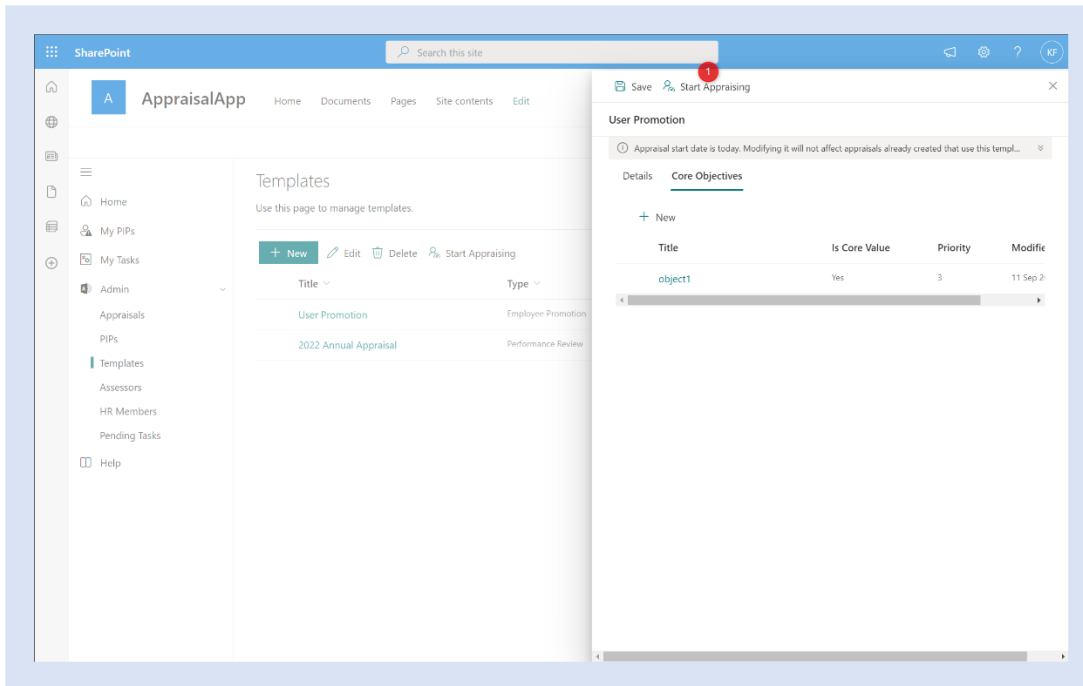 SharePoint
Search this site
KF
A
AppraisalApp
Home Documents Pages Site contents Edit
Home
My PIPs
My Tasks
Admin
Appraisals
PIPs
Templates
Assessors
HR Members
Pending Tasks
Help
Templates
Use this page to manage templates.
New Edit Delete Start Appraising
Title Type
User Promotion Employee Promotion
2022 Annual Appraisal Performance Review
1
Save Start Appraising
User Promotion
Appraisal start date is today. Modifying it will not affect appraisals already created that use this templ...
Details Core Objectives
New
Title Is Core Value Priority Modifie
object1 Yes 3 11 Sep 2